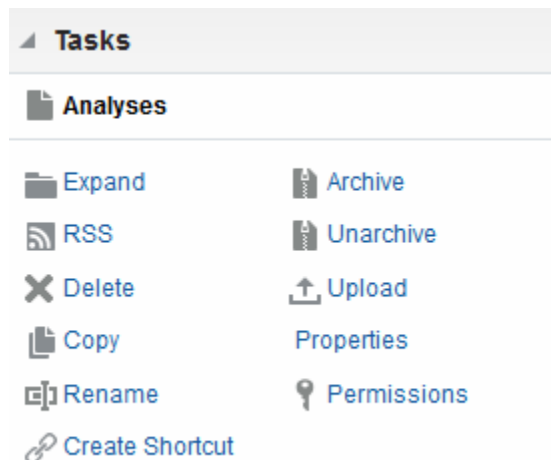 Tasks
Analyses
Expand
Archive
RSS
Unarchive
Delete
Upload
Copy
Properties
Rename
Permissions
Create Shortcut